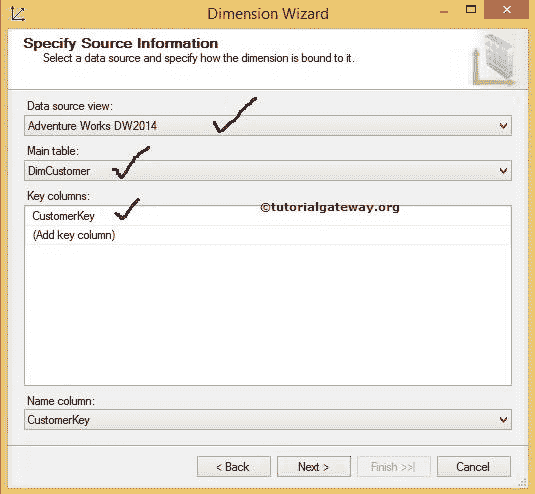 Dimension Wizard
Specify Source Information
Select a data source and specify how the dimension is bound to it.
Data source view:
Adventure Works DW2014
Main table:
DimCustomer
Key columns:
CustomerKey
©tutorialgateway.org
(Add key column)
Name column:
CustomerKey
< Back Next > Finish >>| Cancel